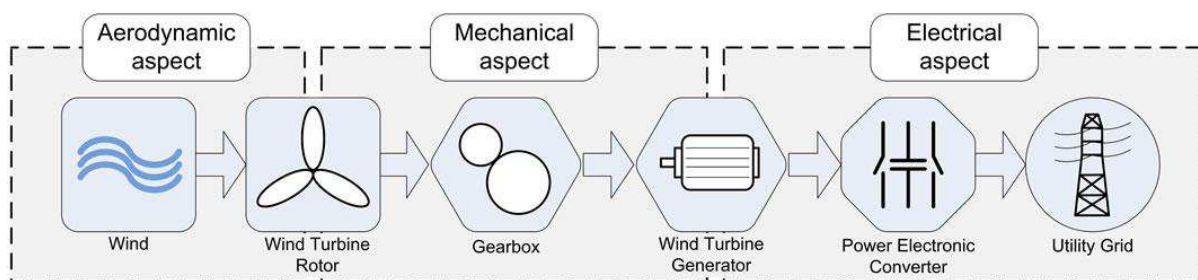 Aerodynamic
aspect
Mechanical
aspect
Electrical
aspect
Wind
Wind Turbine
Rotor
Gearbox
Wind Turbine
Generator
Power Electronic
Converter
Utility Grid